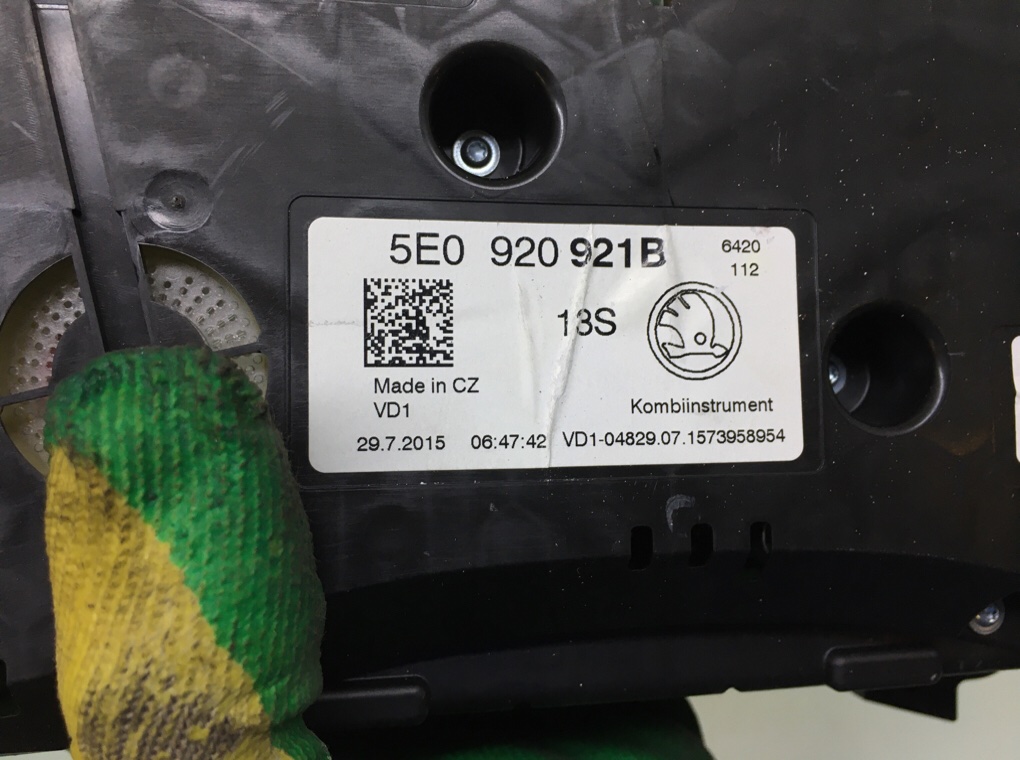 5E0 920 921B
6420
112
13S
Made in CZ
VD1
Kombiinstrument
29.7.2015 06:47:42 VD1-04829.07.1573958954